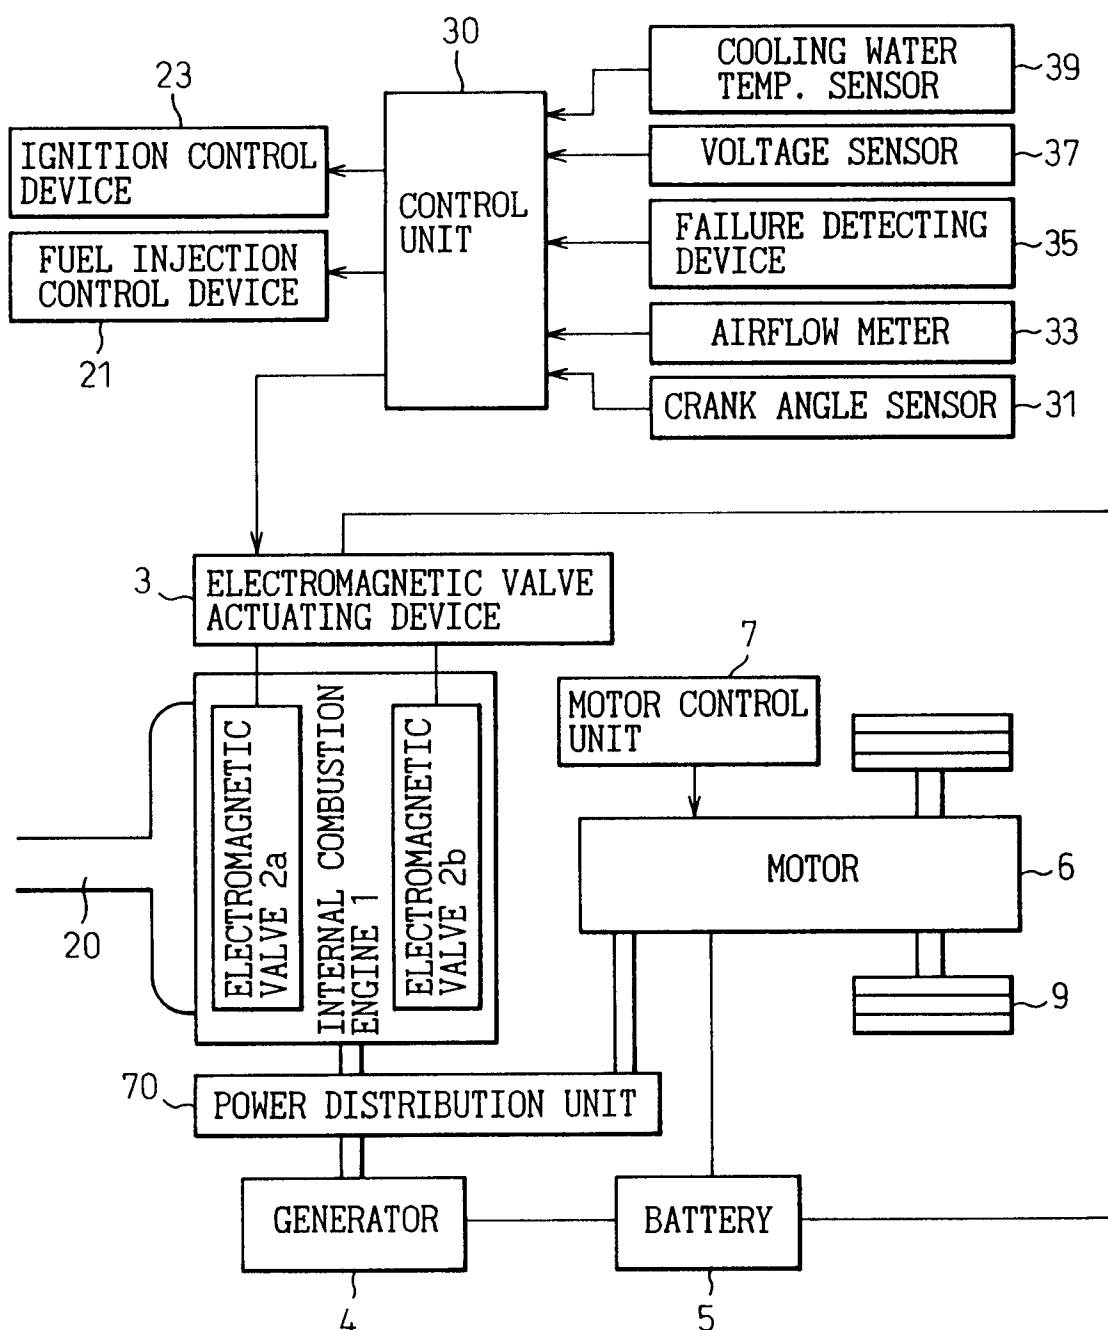 30
COOLING WATER
TEMP. SENSOR
39
23
IGNITION CONTROL
DEVICE
VOLTAGE SENSOR
37
CONTROL
UNIT
FAILURE DETECTING
DEVICE
35
FUEL INJECTION
CONTROL DEVICE
21
AIRFLOW METER
33
CRANK ANGLE SENSOR
31
3
ELECTROMAGNETIC VALVE
ACTUATING DEVICE
7
MOTOR CONTROL
UNIT
ELECTROMAGNETIC
VALVE 2a
INTERNAL COMBUSTION
ENGINE 1
ELECTROMAGNETIC
VALVE 2b
MOTOR
6
20
9
70
POWER DISTRIBUTION UNIT
GENERATOR
BATTERY
4
5